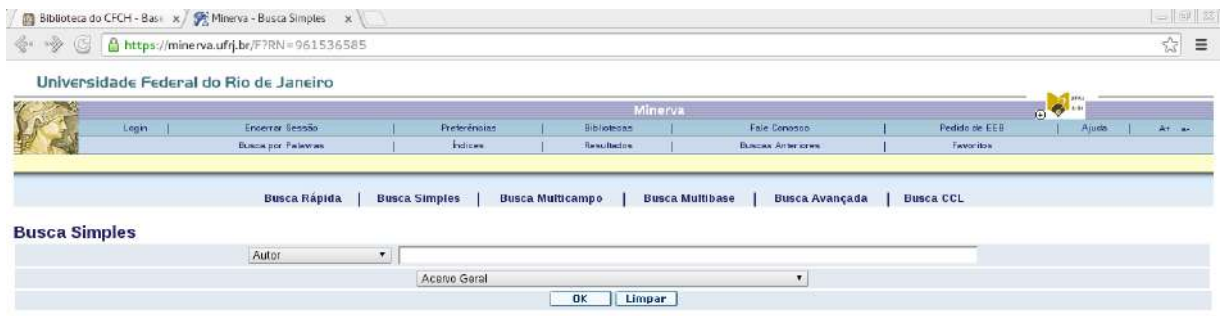 Biblioteca do CFCH - Bas
Minerva - Busca Simples
https://minerva.ufrj.br/F?RN=961536585
Universidade Federal do Rio de Janeiro
Minerva
Login | Encerrar Sessão | Preferências | Bibliotecas | Fale Conosco | Pedido de EEB | Ajuda | A+ a-
Busca por Palavras | Índices | Resultados | Buscas Anteriores | Favoritos
Busca Rápida | Busca Simples | Busca Multicampo | Busca Multibase | Busca Avançada | Busca CCL
Busca Simples
Autor
Acervo Geral
OK Limpar